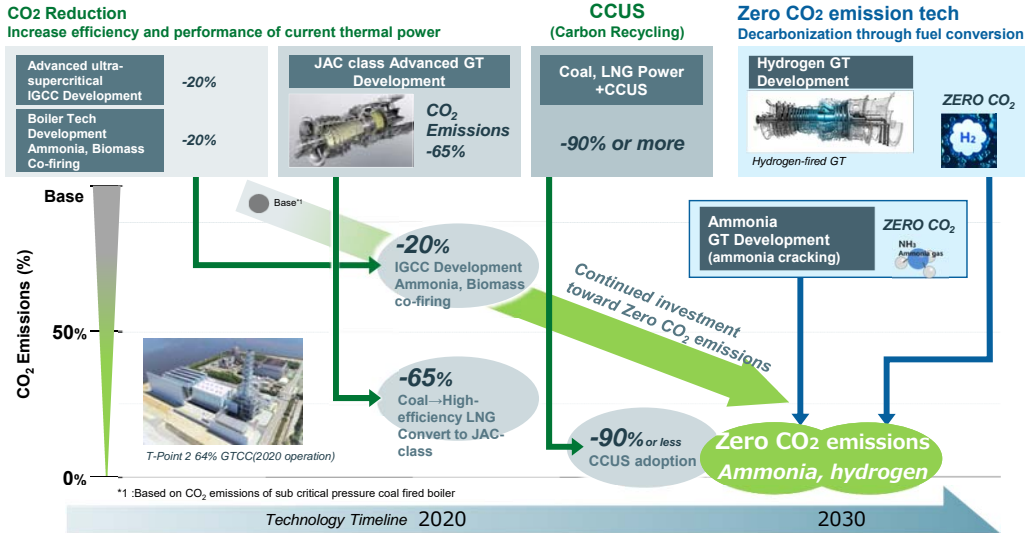 CO2 Reduction
Increase efficiency and performance of current thermal power
CCUS
(Carbon Recycling)
Zero CO2 emission tech
Decarbonization through fuel conversion
Advanced ultra-
supercritical
IGCC Development
-20%
Boiler Tech
Development
Ammonia, Biomass
Co-firing
-20%
JAC class Advanced GT
Development
CO2
Emissions
-65%
Coal, LNG Power
+CCUS
-90% or more
Hydrogen GT
Development
Hydrogen-fired GT
ZERO CO2
H2
Ammonia
GT Development
(ammonia cracking)
ZERO CO2
NH3
Ammonia gas
Base
50%
0%
CO2 Emissions (%)
Base*1
-20%
IGCC Development
Ammonia, Biomass
co-firing
Continued investment
toward Zero CO2 emissions
-65%
Coal→High-
efficiency LNG
Convert to JAC-
class
-90% or less
CCUS adoption
Zero CO2 emissions
Ammonia, hydrogen
T-Point 2 64% GTCC(2020 operation)
*1 :Based on CO2 emissions of sub critical pressure coal fired boiler
Technology Timeline 2020
2030